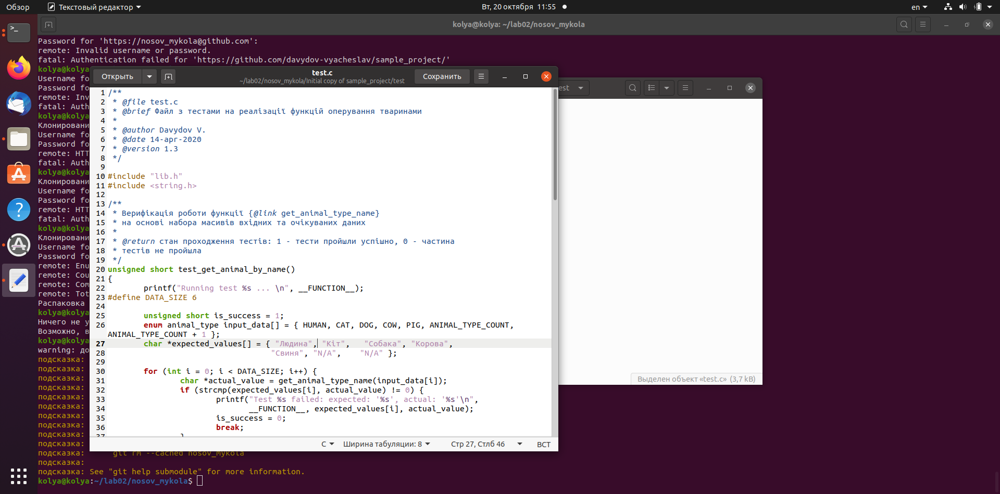 Обзор
Текстовый редактор
Вт, 20 октября 11:55
en
kolya@kolya: ~/lab02/nosov_mykola
Password for 'https://nosov_mykola@github.com':
remote: Invalid username or password.
fatal: Authentication failed for 'https://github.com/davydov-vyacheslav/sample_project/'
kolya@kolya
Username fo
Password fo
remote: Inv
fatal: Auth
kolya@kolya
Клонировани
Username fo
Password fo
remote: HTT
fatal: Auth
kolya@kolya
Клонировани
Username fo
Password fo
remote: HTT
fatal: Auth
kolya@kolya
Клонировани
Username fo
Password fo
remote: Enu
remote: Cou
remote: Com
remote: Tot
Распаковка
kolya@kolya
Ничего не у
Возможно, в
kolya@kolya
warning: до
подсказка:
подсказка:
подсказка:
подсказка:
подсказка:
подсказка:
подсказка:
подсказка:
подсказка:
подсказка:
подсказка: git rm --cached nosov_mykola
подсказка:
подсказка: See "git help submodule" for more information.
kolya@kolya:~/lab02/nosov_mykola$
Открыть
test.c
~/lab02/nosov_mykola/Initial copy of sample_project/test
Сохранить
1 /**
2 * @file test.c
3 * @brief Файл з тестами на реалізації функцій оперування тваринами
4 *
5 * @author Davydov V.
6 * @date 14-apr-2020
7 * @version 1.3
8 */
9
10 #include "lib.h"
11 #include <string.h>
12
13 /**
14 * Верифікація роботи функції {@link get_animal_type_name}
15 * на основі набора масивів вхідних та очікуваних даних
16 *
17 * @return стан проходження тестів: 1 - тести пройшли успішно, 0 - частина
18 * тестів не пройшла
19 */
20 unsigned short test_get_animal_by_name()
21 {
22 printf("Running test %s ... \n", __FUNCTION__);
23 #define DATA_SIZE 6
24
25 unsigned short is_success = 1;
26 enum animal_type input_data[] = { HUMAN, CAT, DOG, COW, PIG, ANIMAL_TYPE_COUNT,
ANIMAL_TYPE_COUNT + 1 };
27 char *expected_values[] = { "Людина", "Кіт", "Собака", "Корова",
28 "Свиня", "N/A", "N/A" };
29
30 for (int i = 0; i < DATA_SIZE; i++) {
31 char *actual_value = get_animal_type_name(input_data[i]);
32 if (strcmp(expected_values[i], actual_value) != 0) {
33 printf("Test %s failed: expected: '%s', actual: '%s'\n",
34 __FUNCTION__, expected_values[i], actual_value);
35 is_success = 0;
36 break;
37 }
C
Ширина табуляции: 8
Стр 27, Стлб 46
ВСТ
est
Выделен объект «test.c» (3,7 kB)